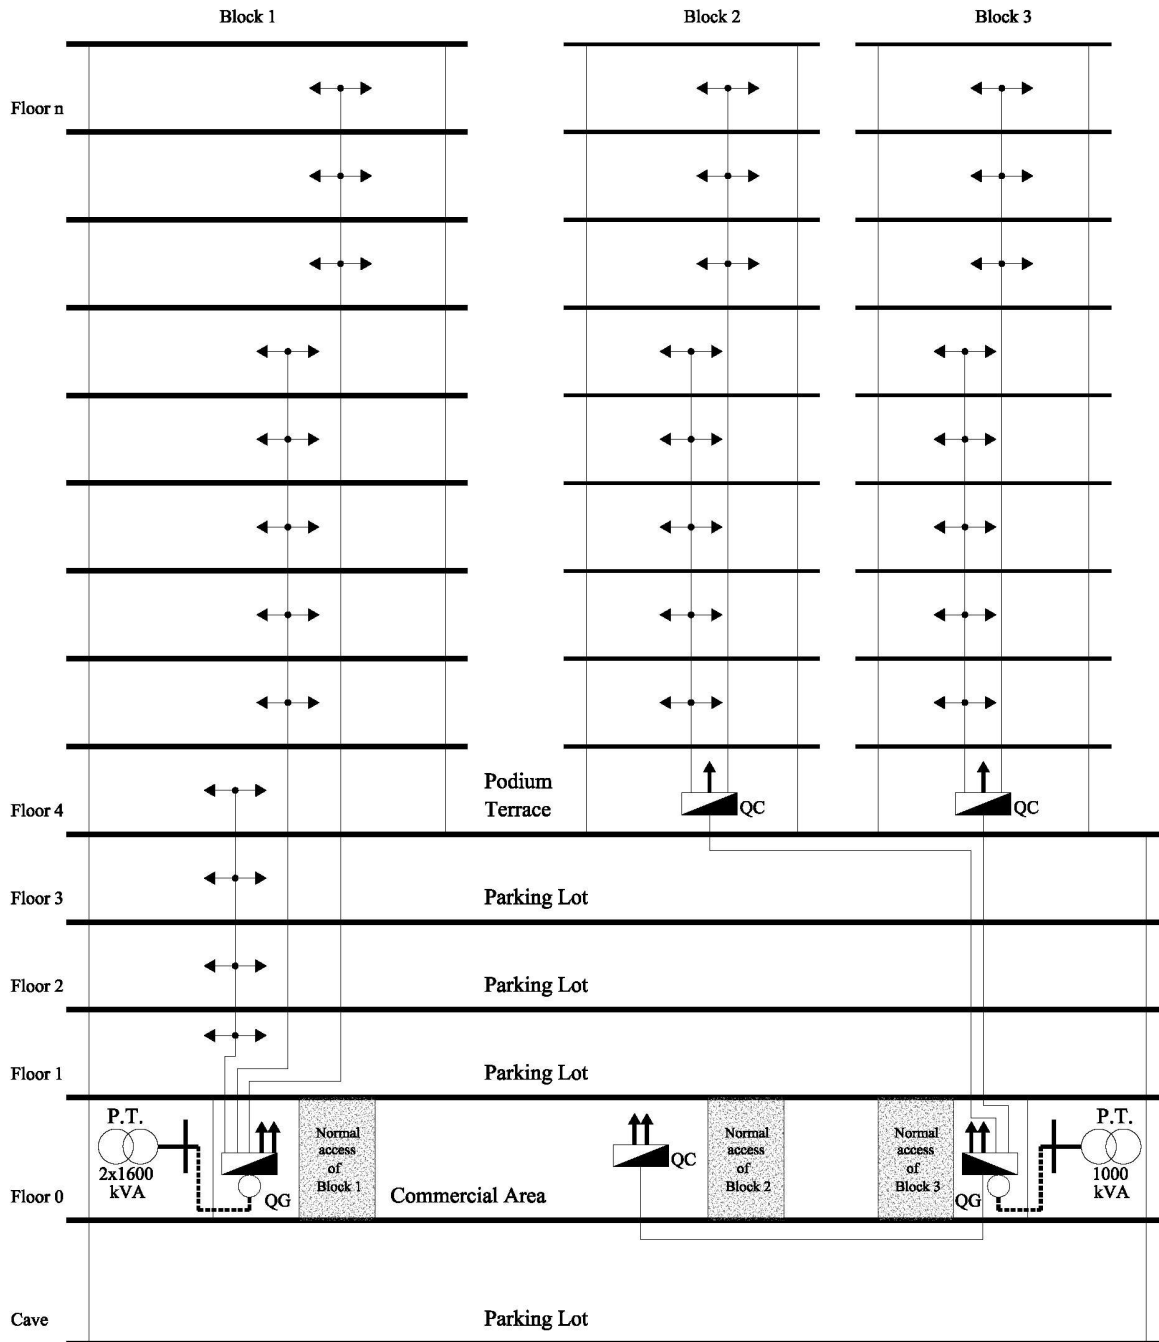 Block 1
Block 2
Block 3
Floor n
Podium
Terrace
Floor 4
QC
QC
Floor 3
Parking Lot
Floor 2
Parking Lot
Floor 1
Parking Lot
P.T.
2x1600
kVA
QG
Normal
access
of
Block 1
Commercial Area
QC
Normal
access
of
Block 2
Normal
access
of
Block 3
QG
P.T.
1000
kVA
Floor 0
Cave
Parking Lot